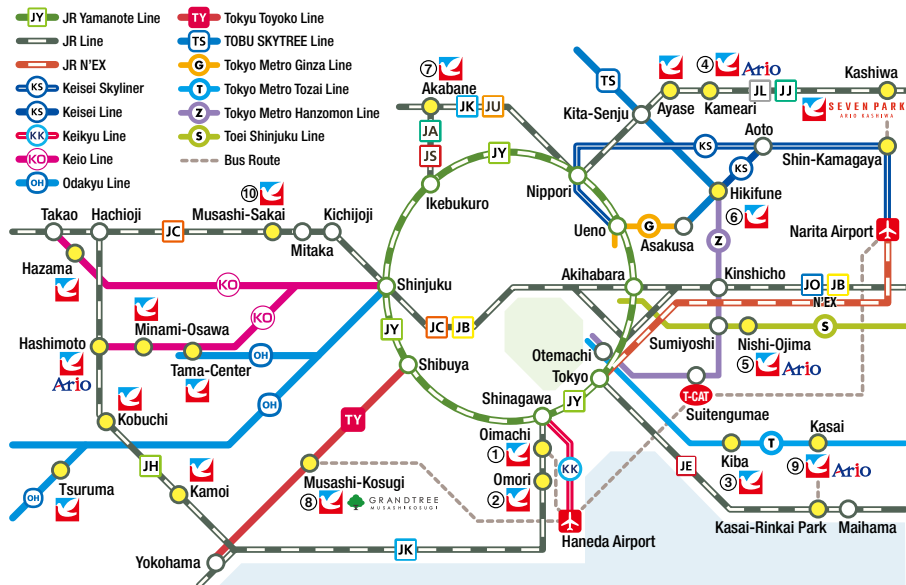 JY JR Yamanote Line
JR Line
JR N'EX
KS Keisei Skyliner
KS Keisei Line
KK Keikyu Line
KO Keio Line
OH Odakyu Line
TY Tokyu Toyoko Line
TS TOBU SKYTREE Line
G Tokyo Metro Ginza Line
T Tokyo Metro Tozai Line
Z Tokyo Metro Hanzomon Line
S Toei Shinjuku Line
Bus Route
⑦
Akabane
JK JU
JA
JS
Ikebukuro
JY
TS
Kita-Senju
Ayase
④ Ario
Kameari
JL JJ
Kashiwa
SEVEN PARK
ARIO KASHIWA
KS
Aoto
KS
Shin-Kamagaya
Nippori
Hikifune
⑥
Ueno
G
Asakusa
Z
Narita Airport
⑩
Takao
Hachioji
JC
Musashi-Sakai
Mitaka
Kichijoji
Hazama
KO
Shinjuku
Akihabara
Kinshicho
JO JB
N'EX
KO
Minami-Osawa
Hashimoto
Ario
Tama-Center
OH
JY
JC JB
Shibuya
Otemachi
Tokyo
Sumiyoshi
Nishi-Ojima
S
⑤ Ario
T-CAT
Suitengumae
OH
Kobuchi
TY
Shinagawa
JY
Oimachi
①
KK
Omori
②
Haneda Airport
JH
Kamoi
OH
Tsuruma
Musashi-Kosugi
⑧ GRANDTREE
MUSASHIKOSUGI
Kiba
③
T
Kasai
⑨ Ario
JE
Kasai-Rinkai Park
Maihama
Yokohama
JK